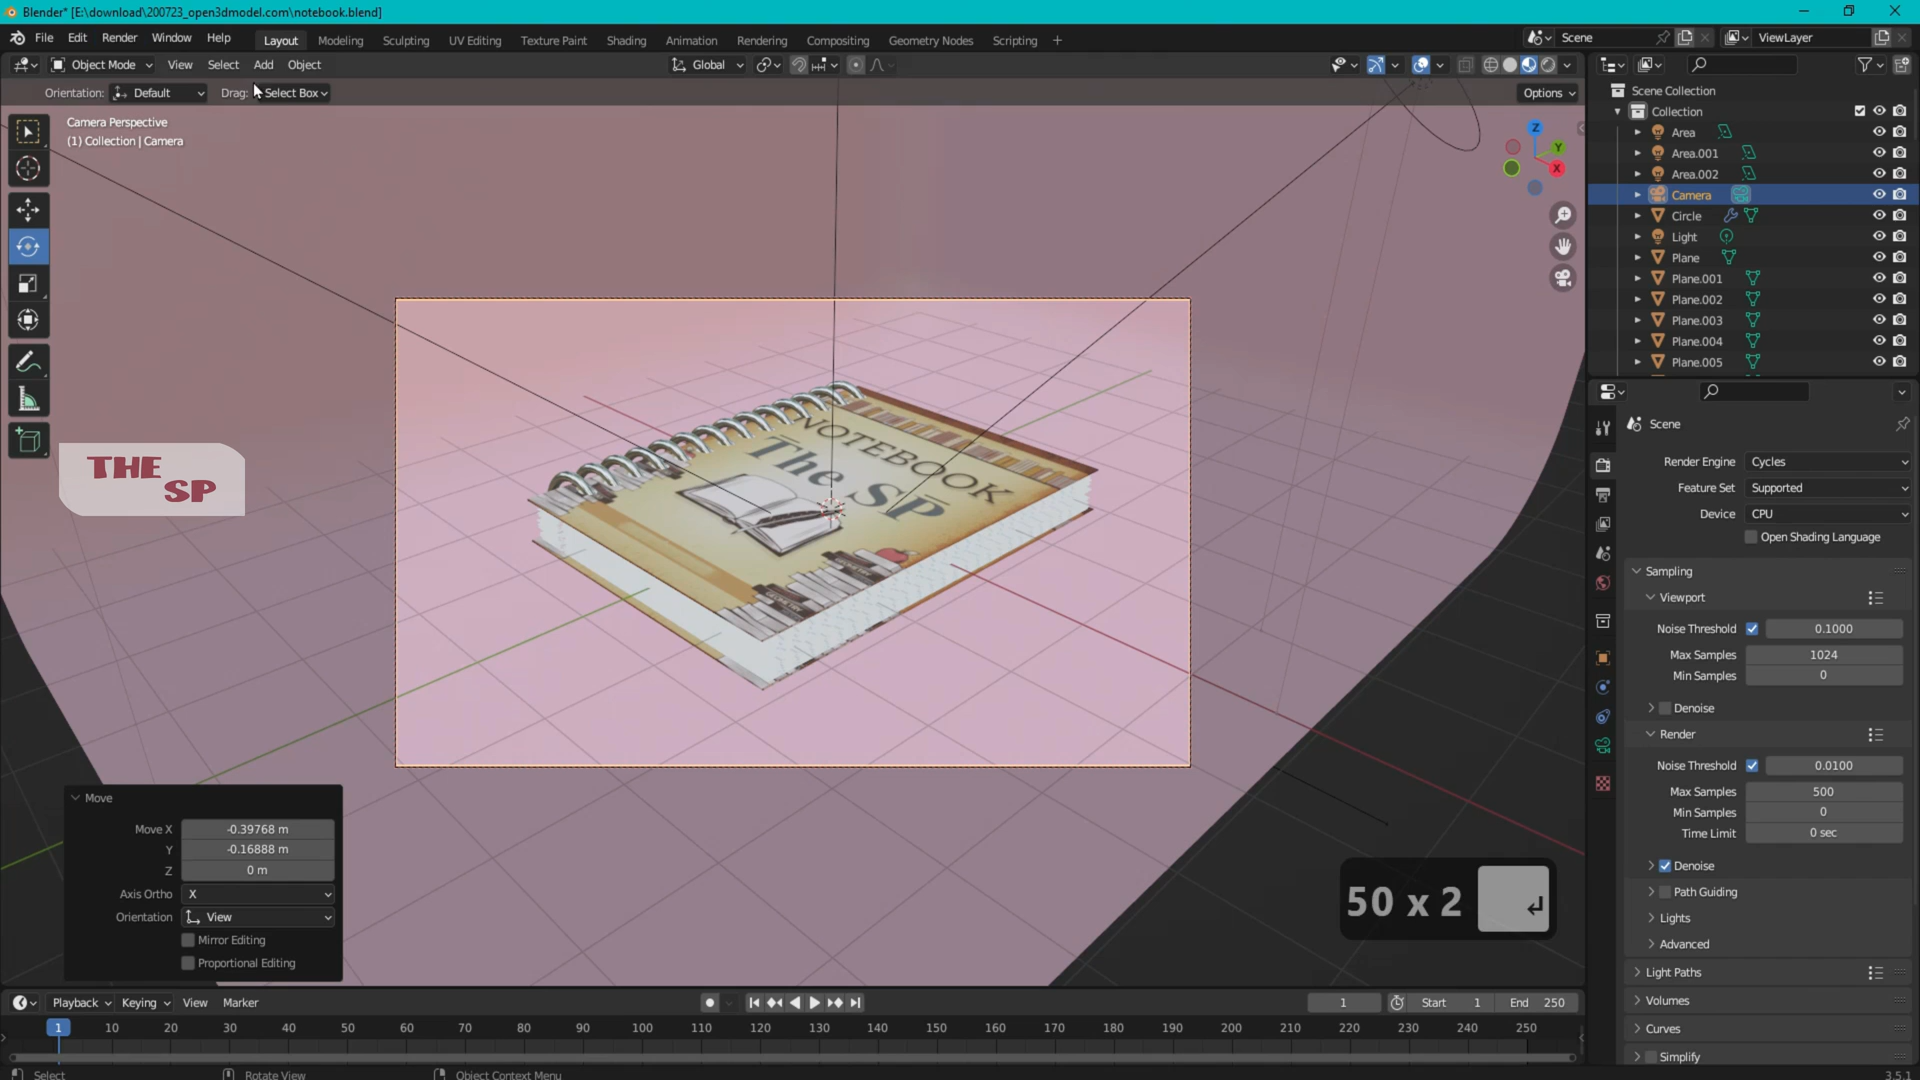 Blender* [E:\download\200723_open3dmodel.com\notebook.blend]
File Edit Render Window Help Layout Modeling Sculpting UV Editing Texture Paint Shading Animation Rendering Compositing Geometry Nodes Scripting + Scene ViewLayer
Object Mode View Select Add Object Global
Orientation: Default Drag: Select Box Options
Camera Perspective
(1) Collection | Camera
Z
Y
X
NOTEBOOK
The SP
GEOMETRY
THE
SP
Scene Collection
Collection
Area
Area.001
Area.002
Camera
Circle
Light
Plane
Plane.001
Plane.002
Plane.003
Plane.004
Plane.005
Scene
Render Engine Cycles
Feature Set Supported
Device CPU
Open Shading Language
Sampling
Viewport
Noise Threshold 0.1000
Max Samples 1024
Min Samples 0
Denoise
Render
Noise Threshold 0.0100
Max Samples 500
Min Samples 0
Time Limit 0 sec
Denoise
Path Guiding
Lights
Advanced
Light Paths
Volumes
Curves
Simplify
Move
Move X -0.39768 m
Y -0.16888 m
Z 0 m
Axis Ortho X
Orientation View
Mirror Editing
Proportional Editing
50 x 2
Playback Keying View Marker 1 Start 1 End 250
1 10 20 30 40 50 60 70 80 90 100 110 120 130 140 150 160 170 180 190 200 210 220 230 240 250
Select Rotate View Object Context Menu 3.5.1